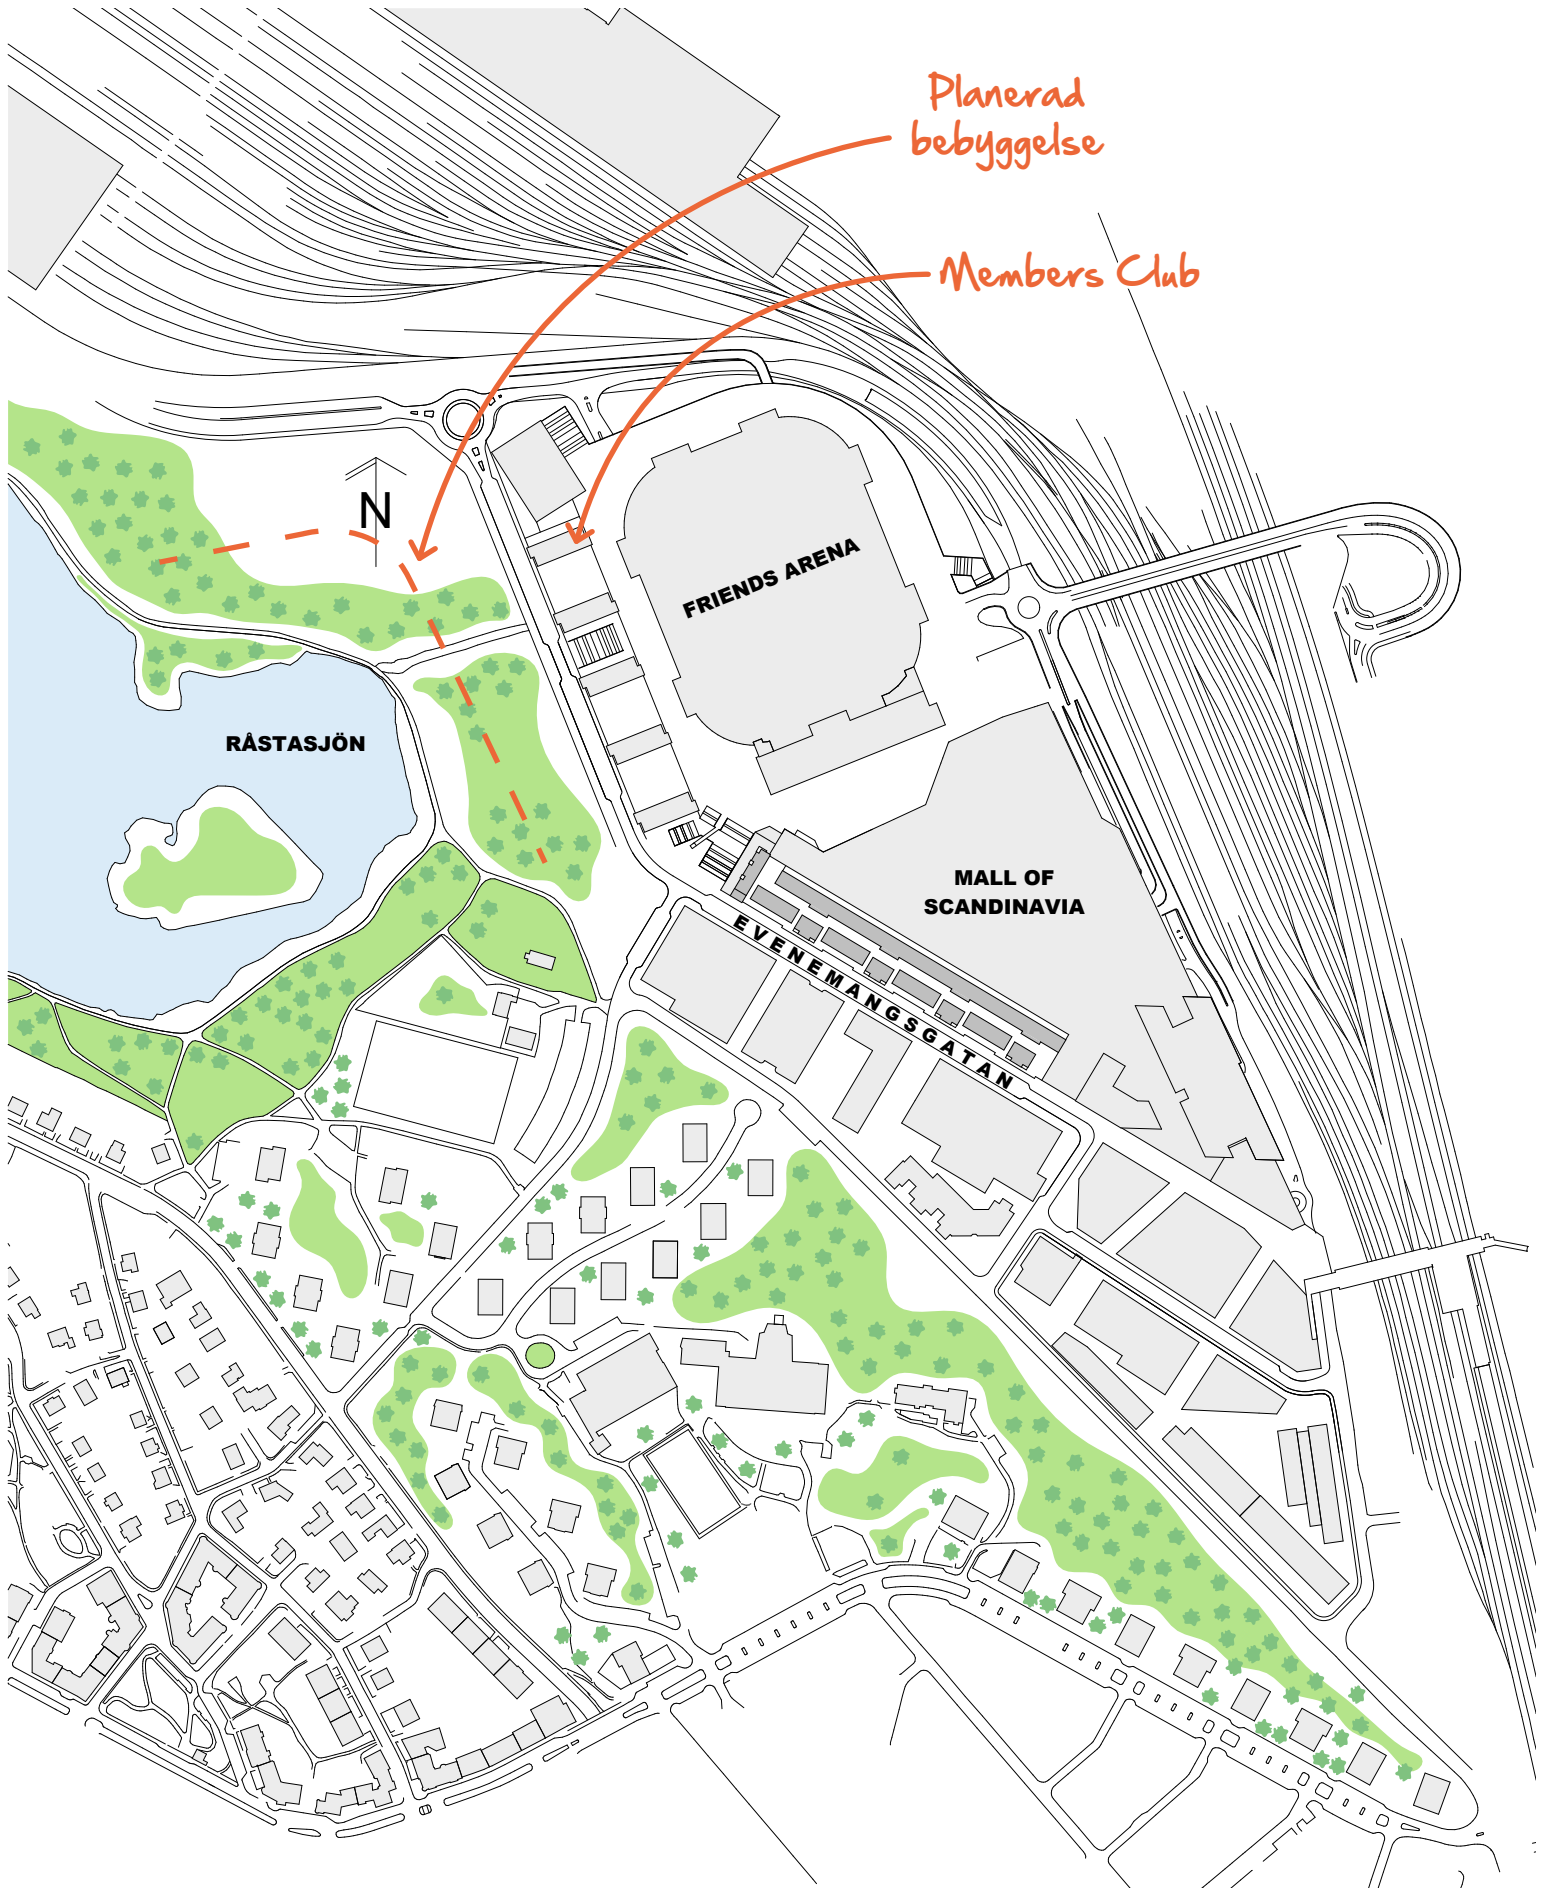 Planerad
bebyggelse
Members Club
N
FRIENDS ARENA
RÅSTASJÖN
MALL OF
SCANDINAVIA
EVENEMANGSGATAN